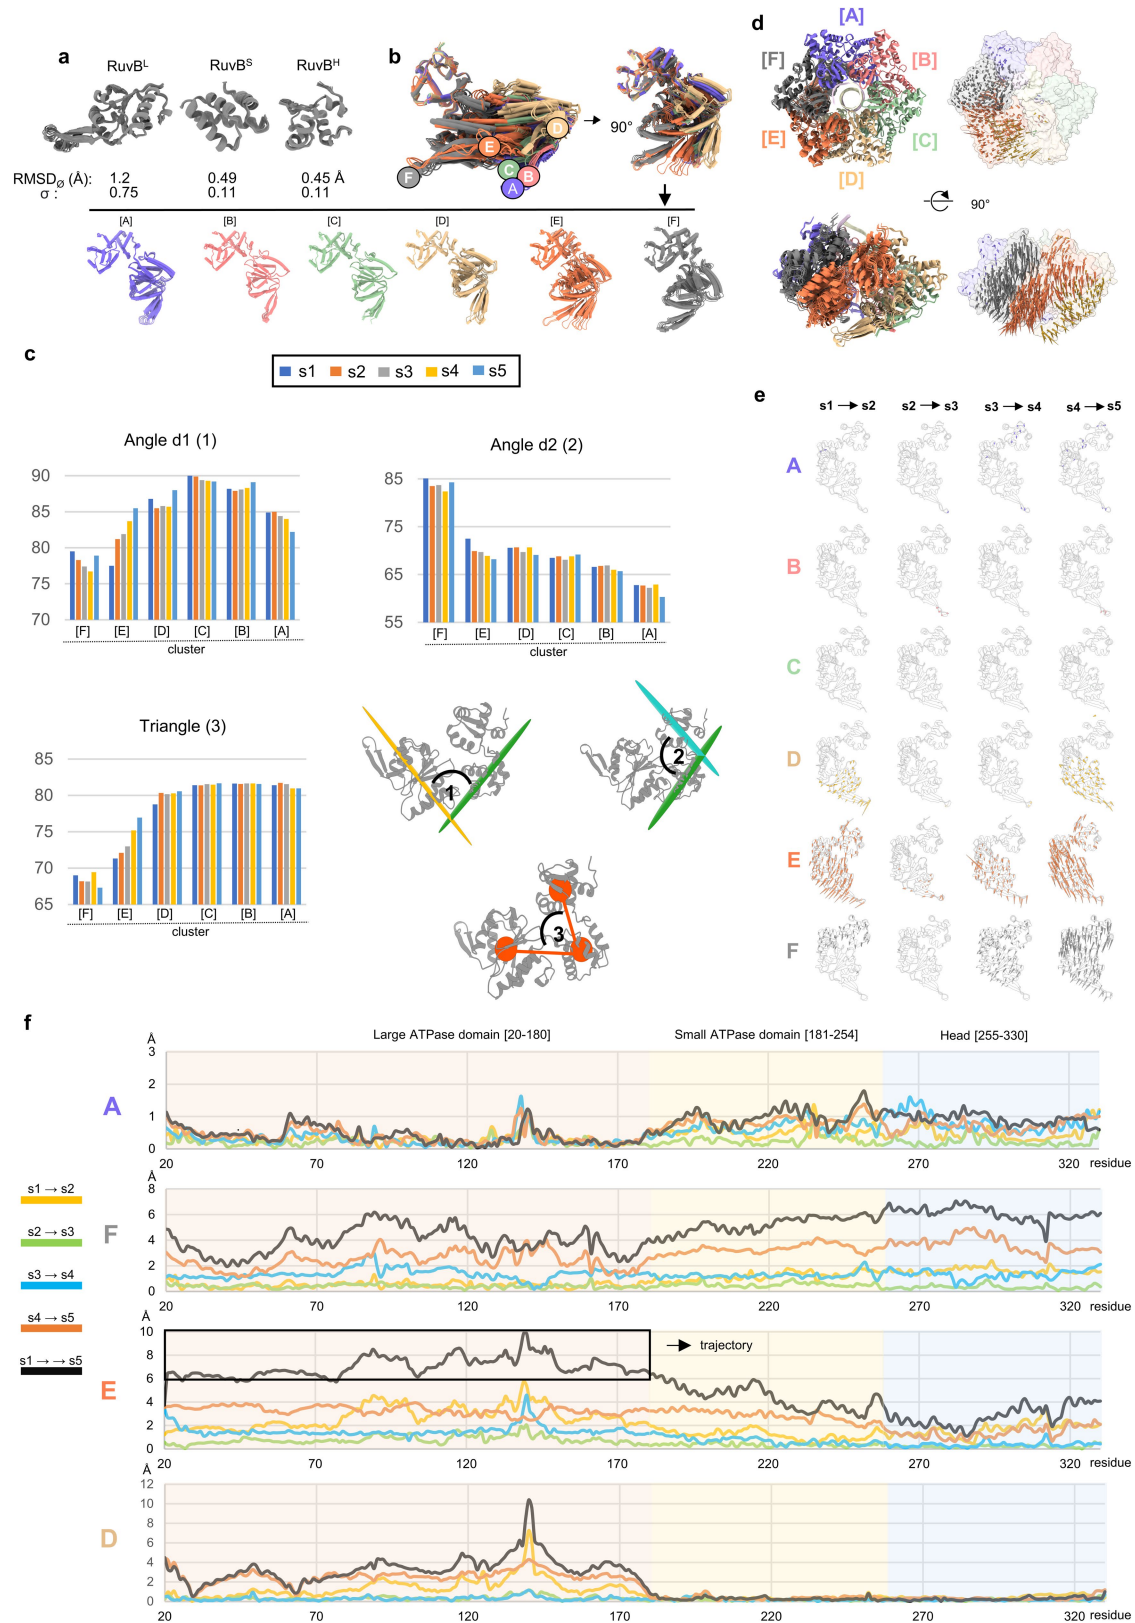 a
RuvBL
RuvBS
RuvBH
RMSDØ (Å): 1.2 0.49 0.45 Å
σ : 0.75 0.11 0.11
b
F
E
D
C
B
A
90°
[A] [B] [C] [D] [E] [F]
d
[A]
[F]
[B]
[E]
[C]
[D]
90°
c
s1 s2 s3 s4 s5
Angle d1 (1)
90
85
80
75
70
[F] [E] [D] [C] [B] [A]
cluster
Angle d2 (2)
85
75
65
55
[F] [E] [D] [C] [B] [A]
cluster
Triangle (3)
85
80
75
70
65
[F] [E] [D] [C] [B] [A]
cluster
1
2
3
e
s1 → s2 s2 → s3 s3 → s4 s4 → s5
A
B
C
D
E
F
f
Large ATPase domain [20-180] Small ATPase domain [181-254] Head [255-330]
s1 → s2
s2 → s3
s3 → s4
s4 → s5
s1 → → s5
A
Å
3
2
1
0
20 70 120 170 220 270 320 residue
F
Å
8
6
4
2
0
20 70 120 170 220 270 320 residue
E
Å
10
8
6
4
2
0
→ trajectory
20 70 120 170 220 270 320 residue
D
Å
12
10
8
6
4
2
0
20 70 120 170 220 270 320 residue